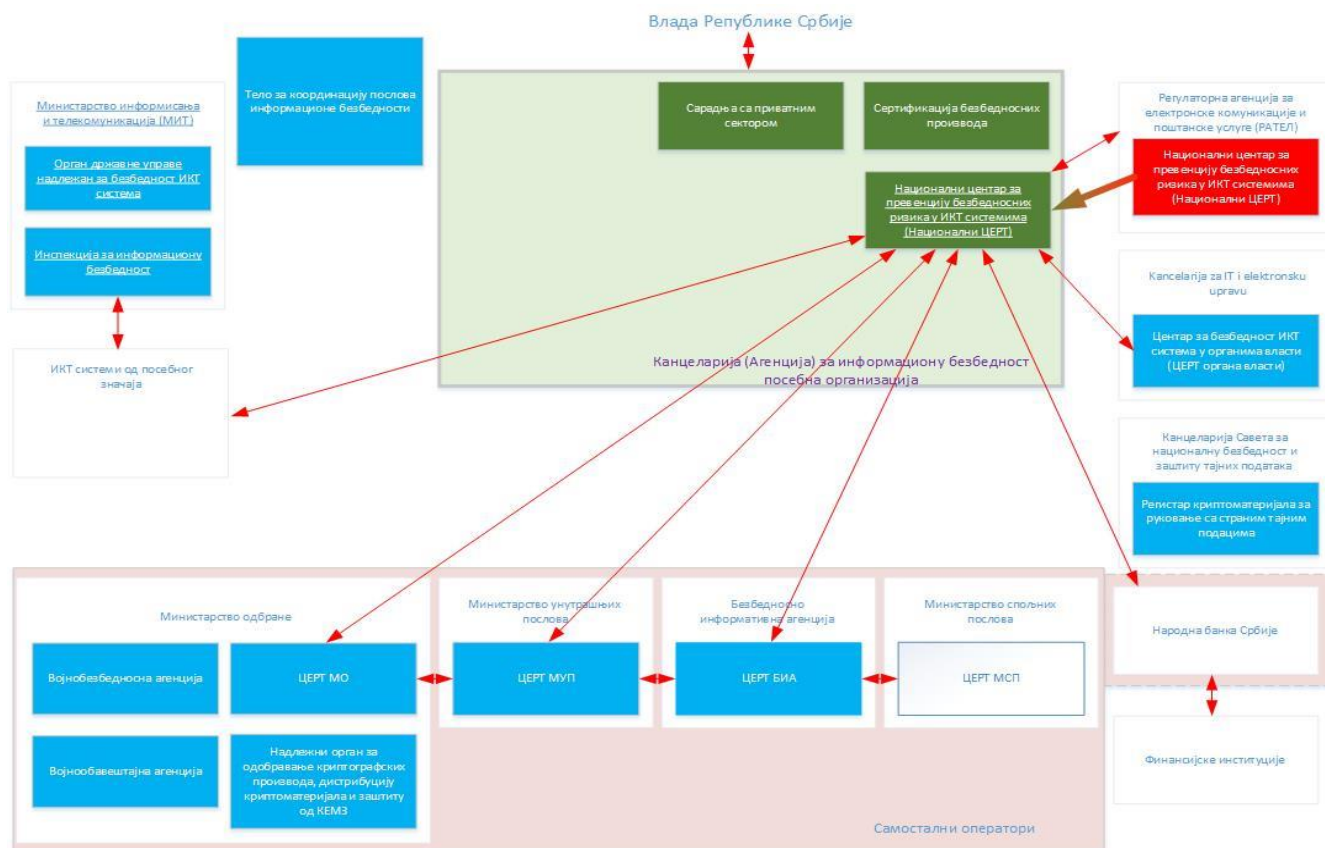 Влада Републике Србије
Министарство информисања
и телекомуникација (МИТ)
Орган државне управе
надлежан за безбедност ИКТ
система
Инспекција за информациону
безбедност
ИКТ системи од посебног
значаја
Тело за координацију послова
информационе безбедности
Сарадња са приватним
сектором
Сертификација безбедносних
производа
Национални центар за
превенцију безбедносних
ризика у ИКТ системима
(Национални ЦЕРТ)
Канцеларија (Агенција) за информациону безбедност
посебна организација
Регулаторна агенција за
електронске комуникације и
поштанске услуге (РАТЕЛ)
Национални центар за
превенцију безбедносних
ризика у ИКТ системима
(Национални ЦЕРТ)
Kancelarija za IT i elektronsku
upravu
Центар за безбедност ИКТ
система у органима власти
(ЦЕРТ органа власти)
Канцеларија Савета за
националну безбедност и
заштиту тајних података
Регистар криптоматеријала за
руковање са страним тајним
подацима
Министарство одбране
Војнобезбедносна агенција
ЦЕРТ МО
Војнообавештајна агенција
Надлежни орган за
одобравање криптографских
производа, дистрибуцију
криптоматеријала и заштиту
од КЕМЗ
Министарство унутрашњих
послова
ЦЕРТ МУП
Безбедносно
информативна агенција
ЦЕРТ БИА
Министарство спољних
послова
ЦЕРТ МСП
Народна банка Србије
Финансијске институције
Самостални оператори